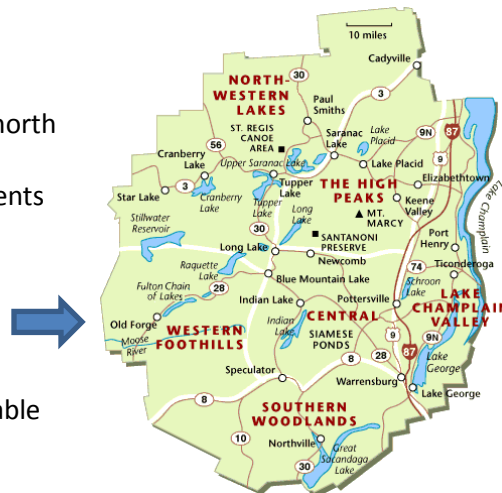 north
ents
able
10 miles
Cadyville
NORTH-
WESTERN
LAKES
30
3
Paul
Smiths
ST. REGIS
CANOE
AREA
56
Saranac
Lake
Lake
Placid
9N
87
9
Cranberry
Lake
Upper Saranac Lake
Lake Placid
Elizabethtown
Lake Champlain
3
Star Lake
Cranberry
Lake
Tupper
Lake
Tupper
Lake
Long
Lake
THE HIGH
PEAKS
Keene
Valley
MT.
MARCY
Stillwater
Reservoir
30
SANTANONI
PRESERVE
Port
Henry
Long Lake
Newcomb
Ticonderoga
74
Raquette
Lake
Blue Mountain Lake
Schroon
Lake
Fulton Chain
of Lakes
28
Indian Lake
Pottersville
LAKE
CHAMPLAIN
VALLEY
Old Forge
CENTRAL
Moose
River
WESTERN
FOOTHILLS
Indian
Lake
SIAMESE
PONDS
9
9N
87
28
8
Lake
George
Speculator
Warrensburg
Lake George
8
SOUTHERN
WOODLANDS
10
Northville
Great
Sacandaga
Lake
30